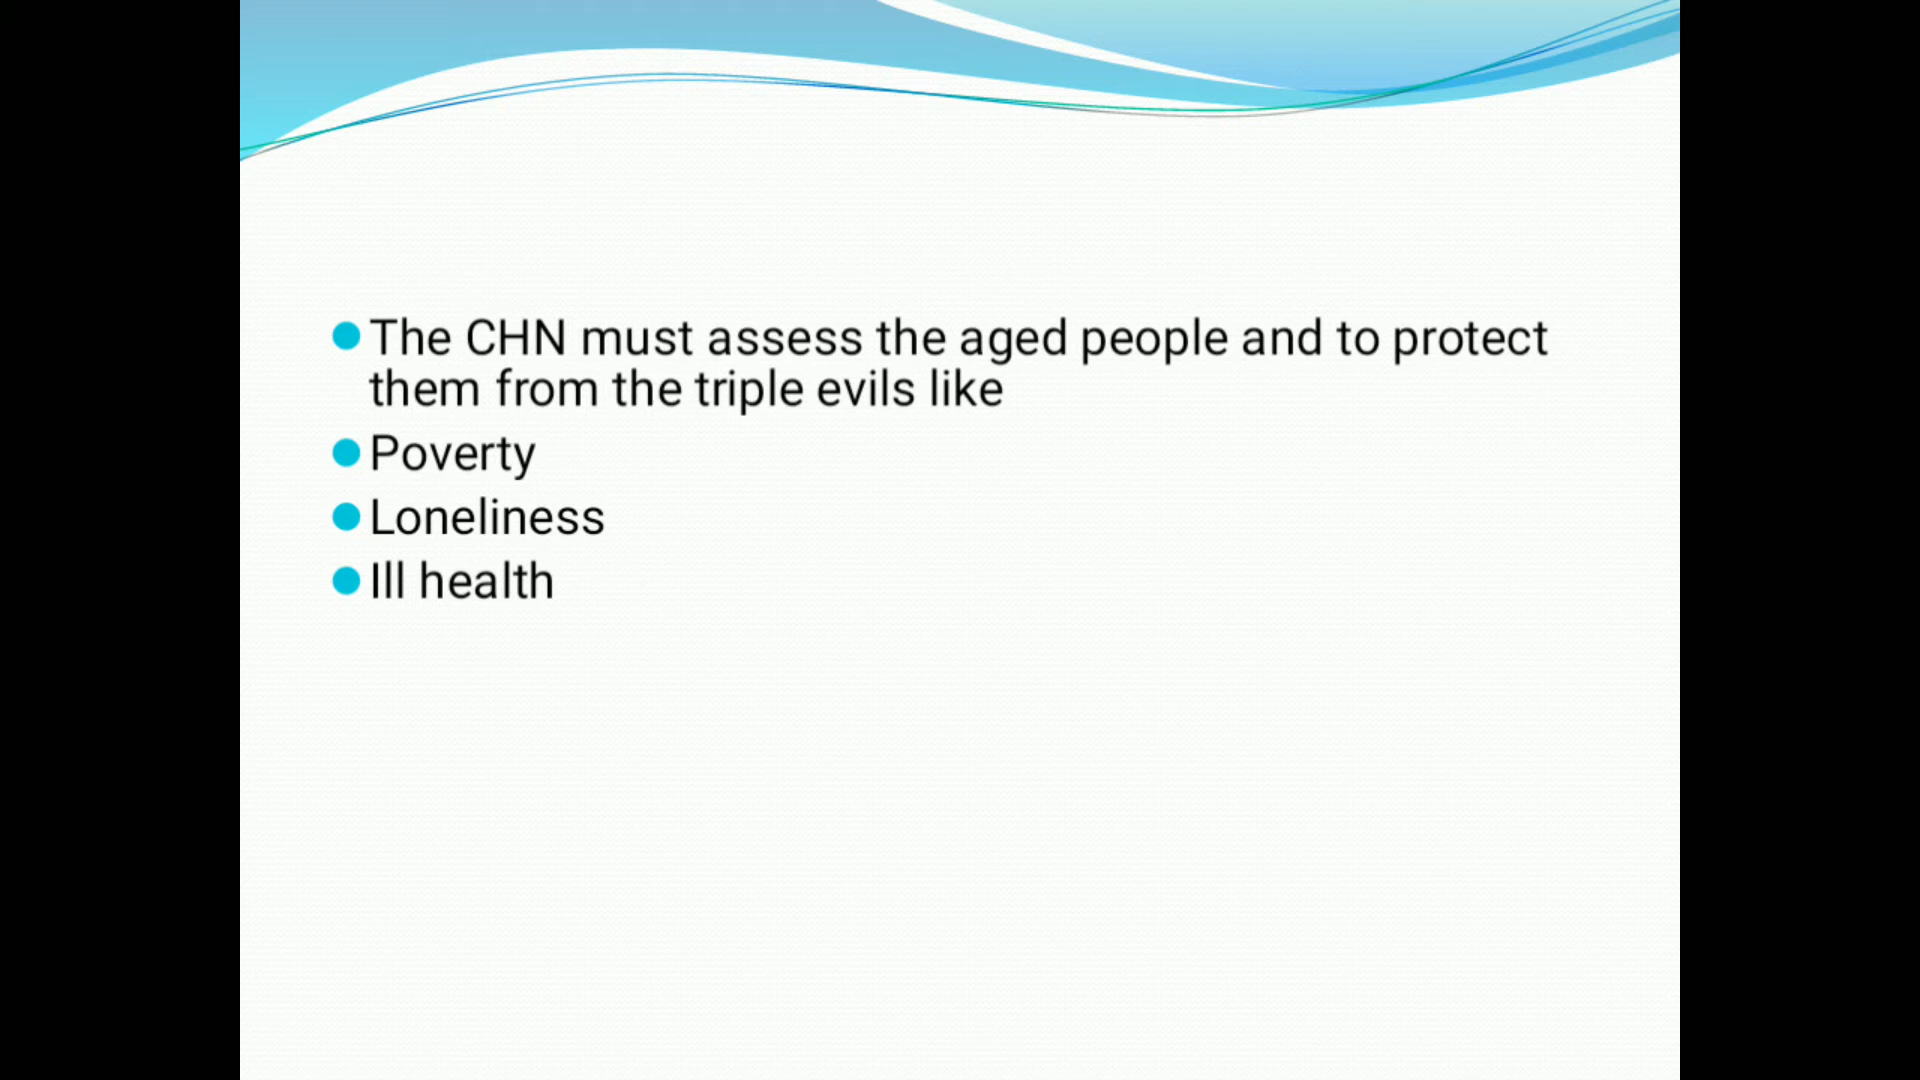 The CHN must assess the aged people and to protect
them from the triple evils like
Poverty
Loneliness
Ill health